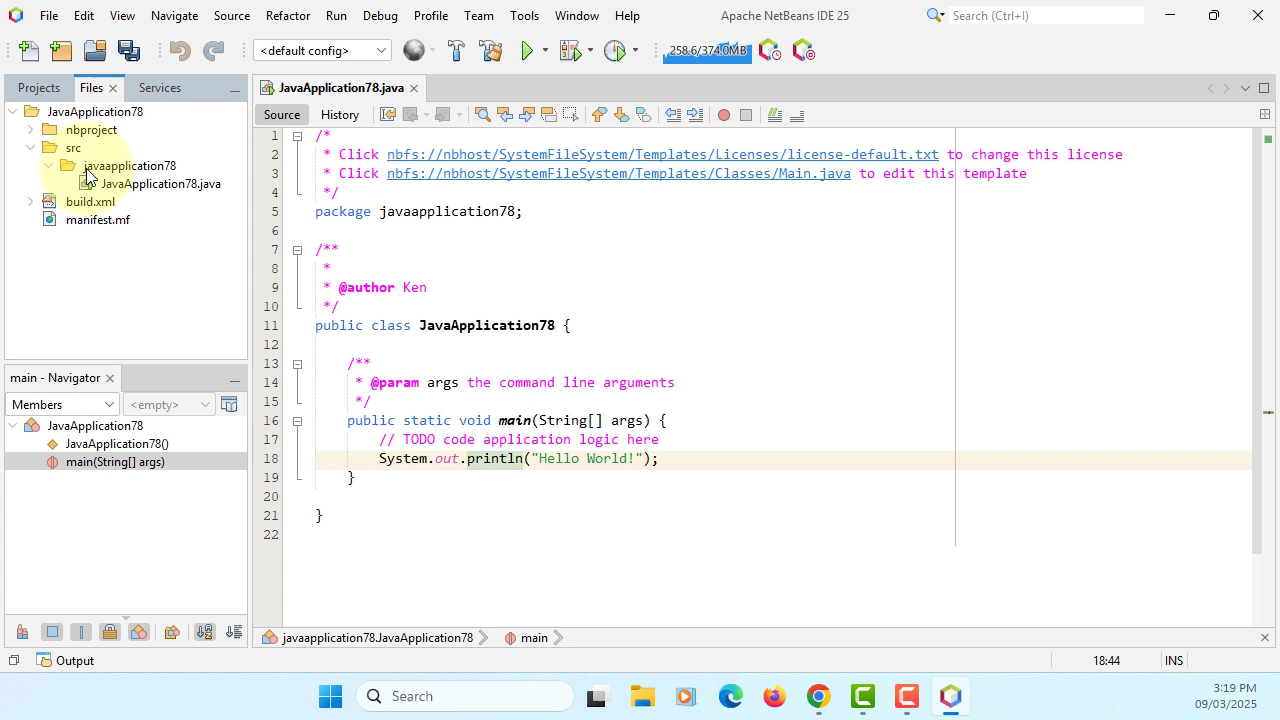 File Edit View Navigate Source Refactor Run Debug Profile Team Tools Window Help Apache NetBeans IDE 25 Search (Ctrl+I)
<default config> 258.6/374.0MB
Projects Files Services
JavaApplication78
nbproject
src
javaapplication78
JavaApplication78.java
build.xml
manifest.mf
main - Navigator
Members <empty>
JavaApplication78
JavaApplication78()
main(String[] args)
JavaApplication78.java
Source History
1 /*
2 * Click nbfs://nbhost/SystemFileSystem/Templates/Licenses/license-default.txt to change this license
3 * Click nbfs://nbhost/SystemFileSystem/Templates/Classes/Main.java to edit this template
4 */
5 package javaapplication78;
6
7 /**
8 *
9 * @author Ken
10 */
11 public class JavaApplication78 {
12
13 /**
14 * @param args the command line arguments
15 */
16 public static void main(String[] args) {
17 // TODO code application logic here
18 System.out.println("Hello World!");
19 }
20
21 }
22
javaapplication78.JavaApplication78 main
Output 18:44 INS
Search
3:19 PM
09/03/2025